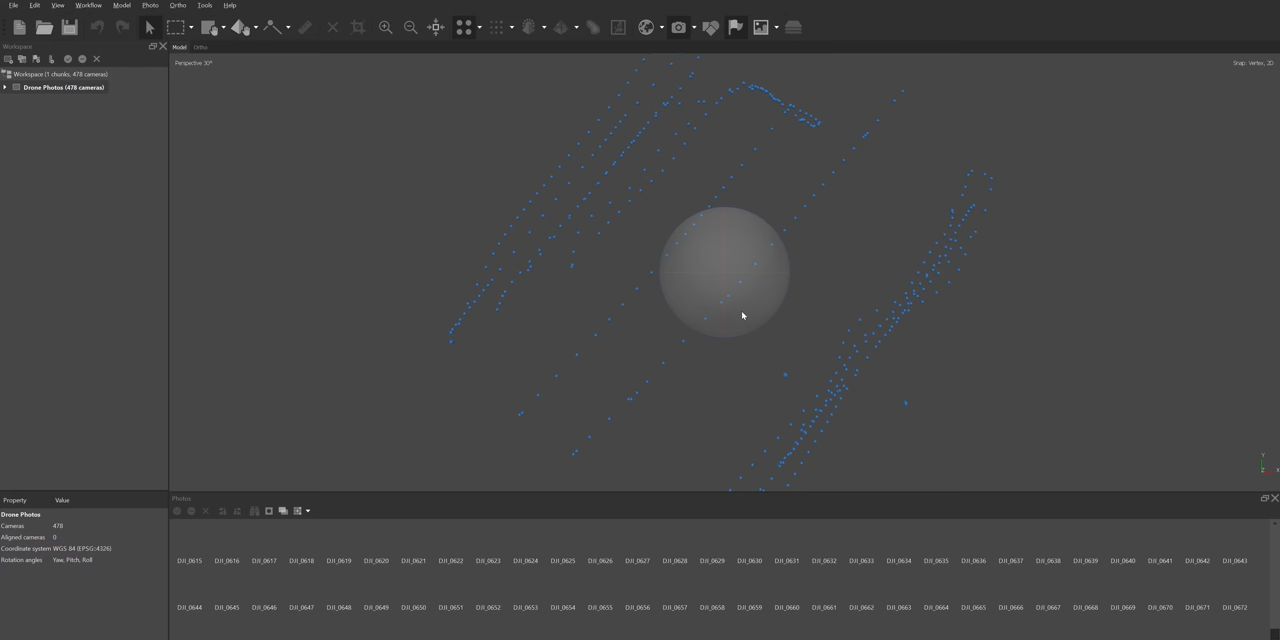 File Edit View Workflow Model Photo Ortho Tools Help
Workspace
Model Ortho
Perspective 30°
Snap: Vertex, 2D
Workspace (1 chunks, 478 cameras)
Drone Photos (478 cameras)
Y
Z X
Property Value
Drone Photos
Cameras 478
Aligned cameras 0
Coordinate system WGS 84 (EPSG::4326)
Rotation angles Yaw, Pitch, Roll
Photos
DJI_0615 DJI_0616 DJI_0617 DJI_0618 DJI_0619 DJI_0620 DJI_0621 DJI_0622 DJI_0623 DJI_0624 DJI_0625 DJI_0626 DJI_0627 DJI_0628 DJI_0629 DJI_0630 DJI_0631 DJI_0632 DJI_0633 DJI_0634 DJI_0635 DJI_0636 DJI_0637 DJI_0638 DJI_0639 DJI_0640 DJI_0641 DJI_0642 DJI_0643
DJI_0644 DJI_0645 DJI_0646 DJI_0647 DJI_0648 DJI_0649 DJI_0650 DJI_0651 DJI_0652 DJI_0653 DJI_0654 DJI_0655 DJI_0656 DJI_0657 DJI_0658 DJI_0659 DJI_0660 DJI_0661 DJI_0662 DJI_0663 DJI_0664 DJI_0665 DJI_0666 DJI_0667 DJI_0668 DJI_0669 DJI_0670 DJI_0671 DJI_0672